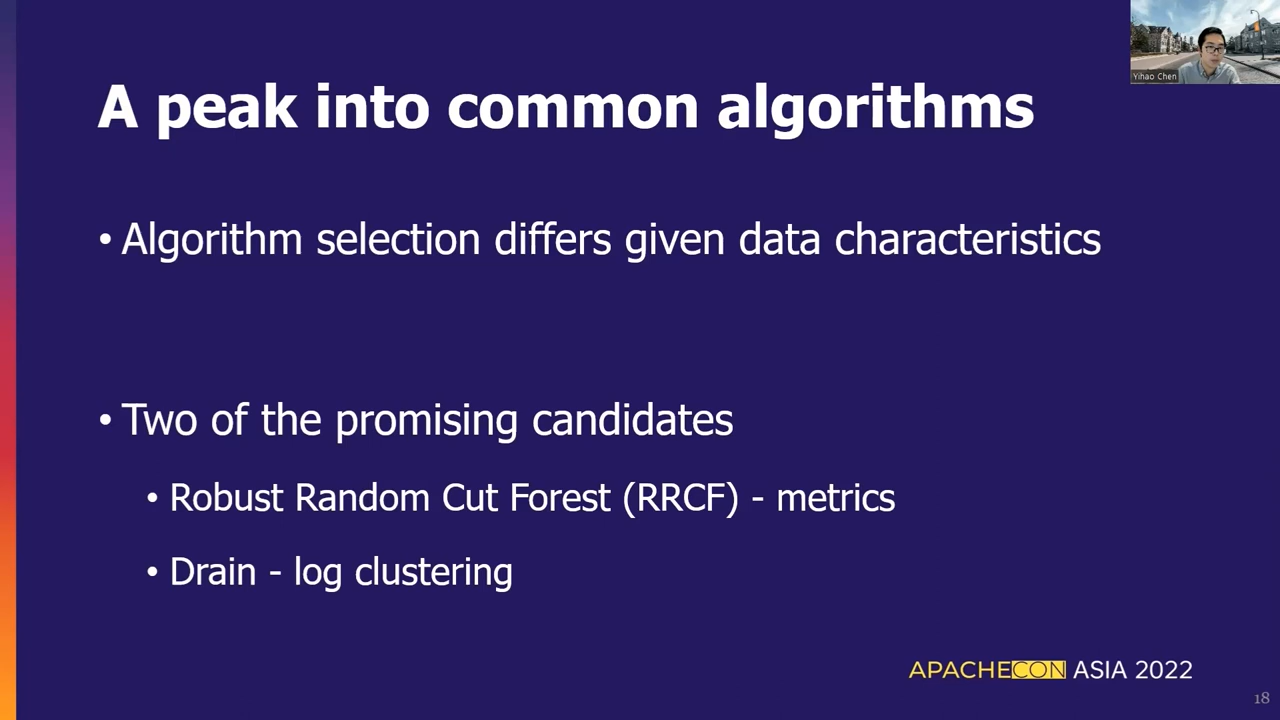 Yihao Chen
A peak into common algorithms
• Algorithm selection differs given data characteristics
• Two of the promising candidates
• Robust Random Cut Forest (RRCF) - metrics
• Drain - log clustering
APACHECON ASIA 2022
18